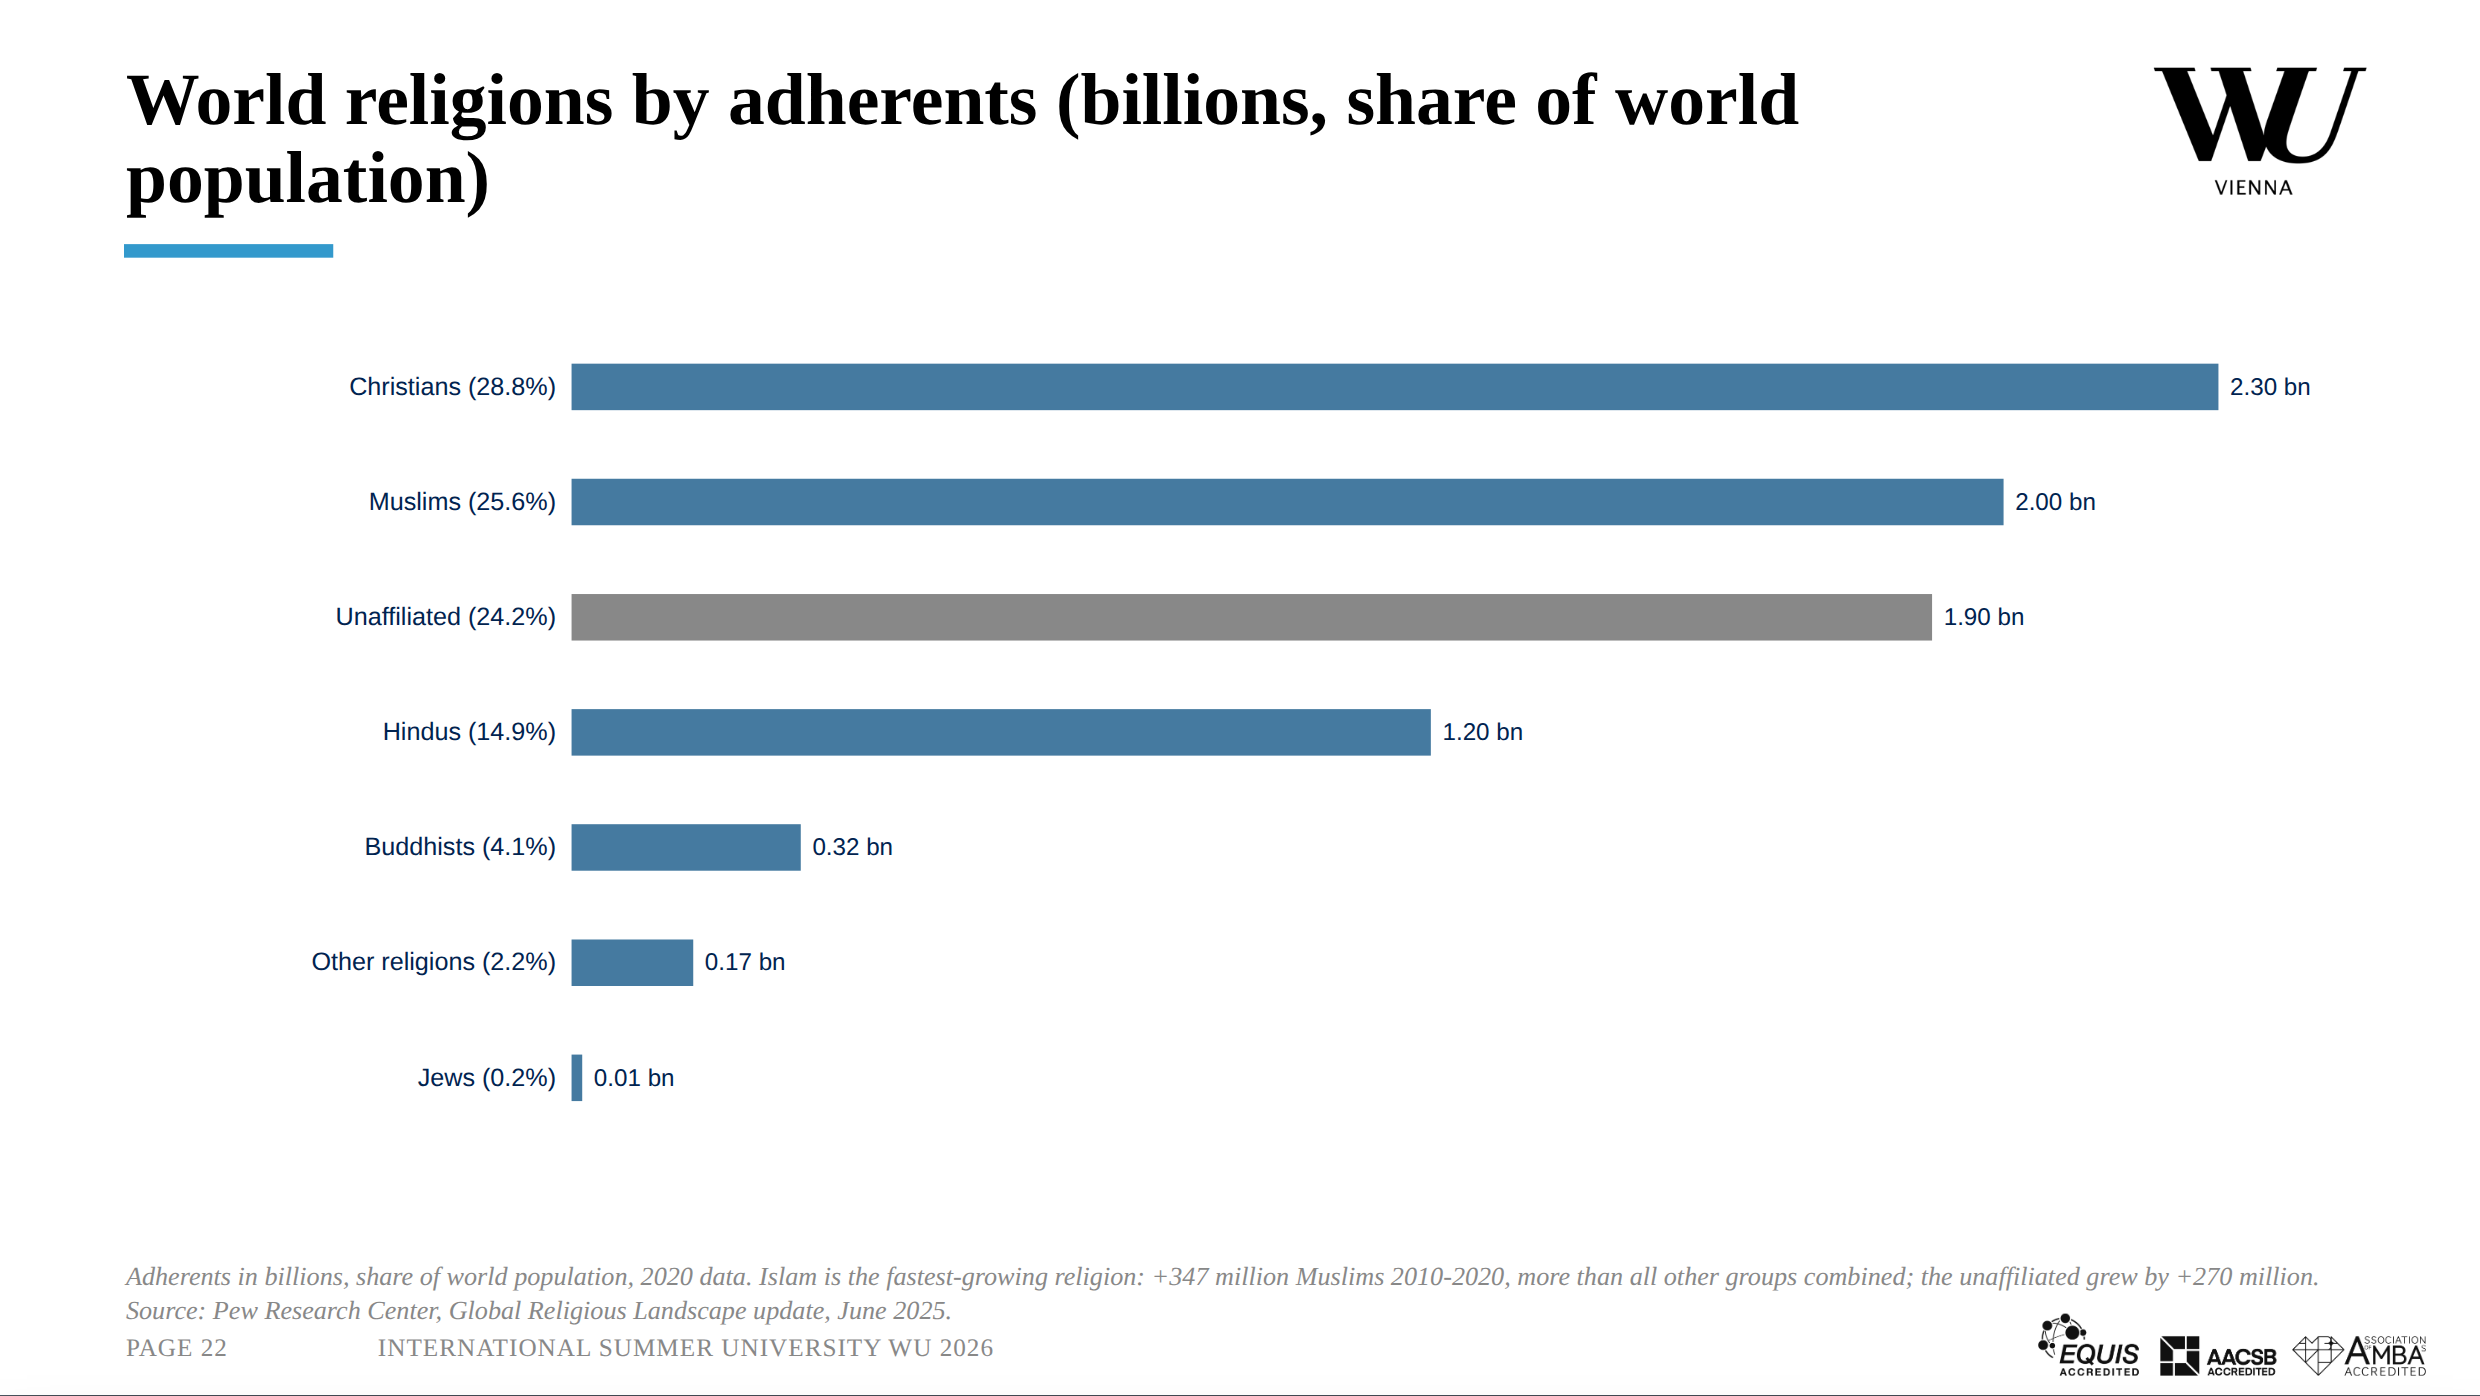 World religions by adherents (billions, share of world
population)
WU
VIENNA
Christians (28.8%) 2.30 bn
Muslims (25.6%) 2.00 bn
Unaffiliated (24.2%) 1.90 bn
Hindus (14.9%) 1.20 bn
Buddhists (4.1%) 0.32 bn
Other religions (2.2%) 0.17 bn
Jews (0.2%) 0.01 bn
Adherents in billions, share of world population, 2020 data. Islam is the fastest-growing religion: +347 million Muslims 2010-2020, more than all other groups combined; the unaffiliated grew by +270 million.
Source: Pew Research Center, Global Religious Landscape update, June 2025.
PAGE 22 INTERNATIONAL SUMMER UNIVERSITY WU 2026
EQUIS
ACCREDITED
AACSB
ACCREDITED
ASSOCIATION
OF AMBAs
ACCREDITED